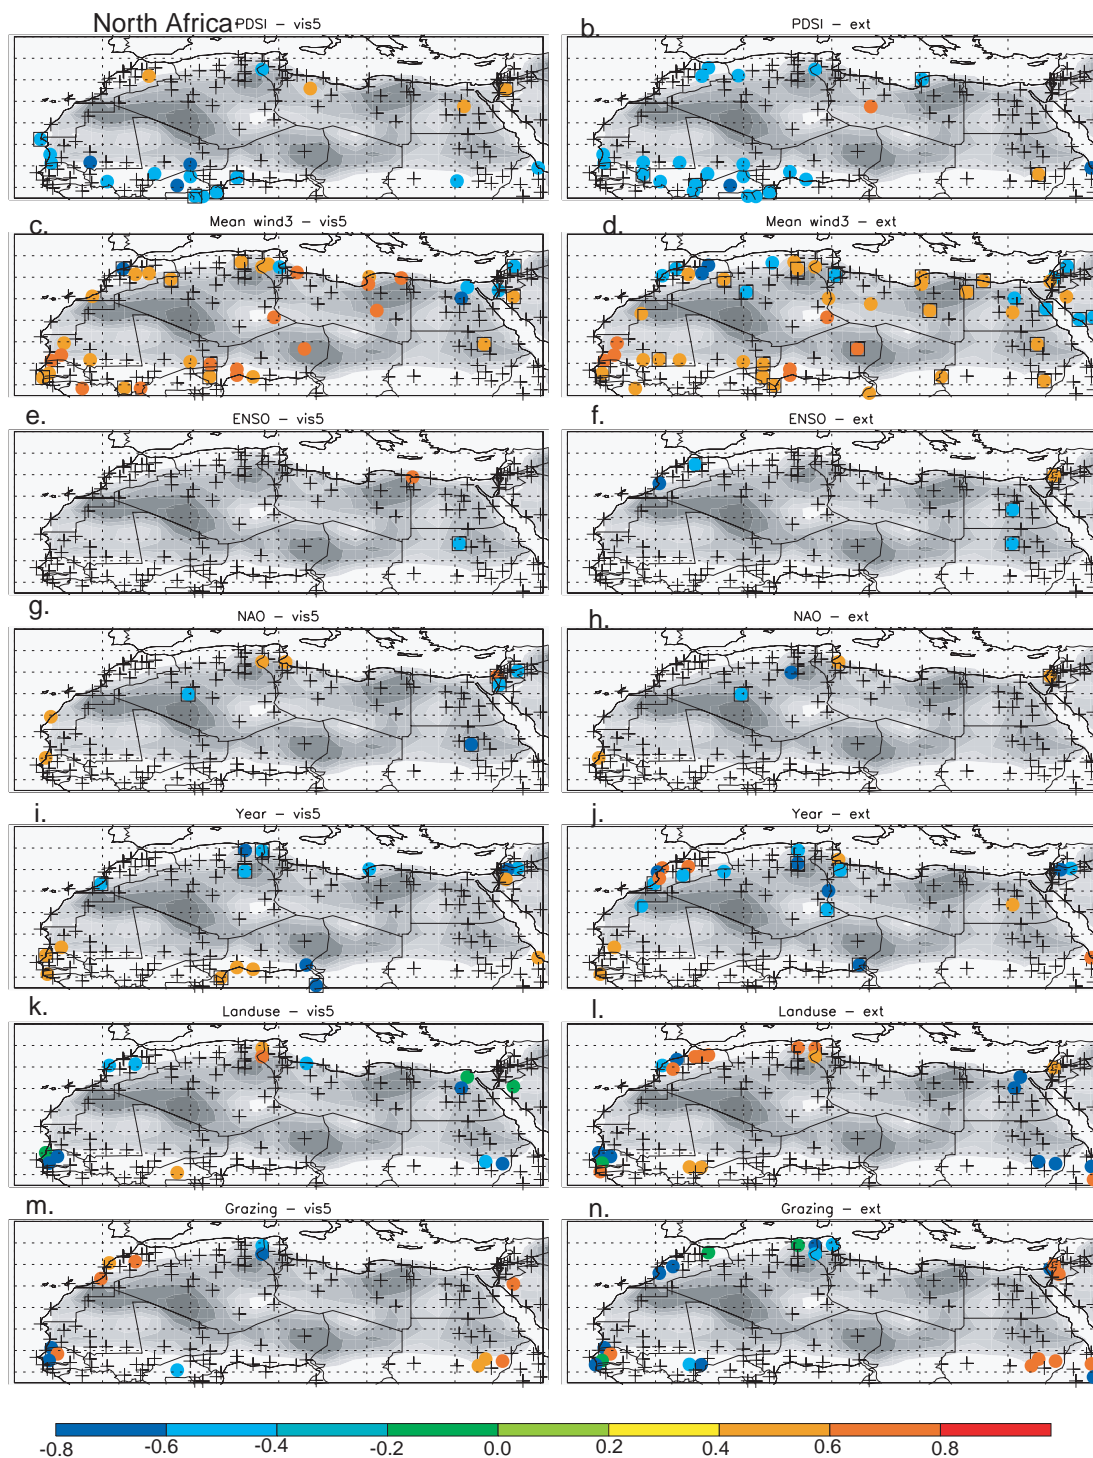 North Africa
PDSI – vis5
b.
PDSI – ext
c.
Mean wind3 – vis5
d.
Mean wind3 – ext
e.
ENSO – vis5
f.
ENSO – ext
g.
NAO – vis5
h.
NAO – ext
i.
Year – vis5
j.
Year – ext
k.
Landuse – vis5
l.
Landuse – ext
m.
Grazing – vis5
n.
Grazing – ext
-0.8 -0.6 -0.4 -0.2 0.0 0.2 0.4 0.6 0.8